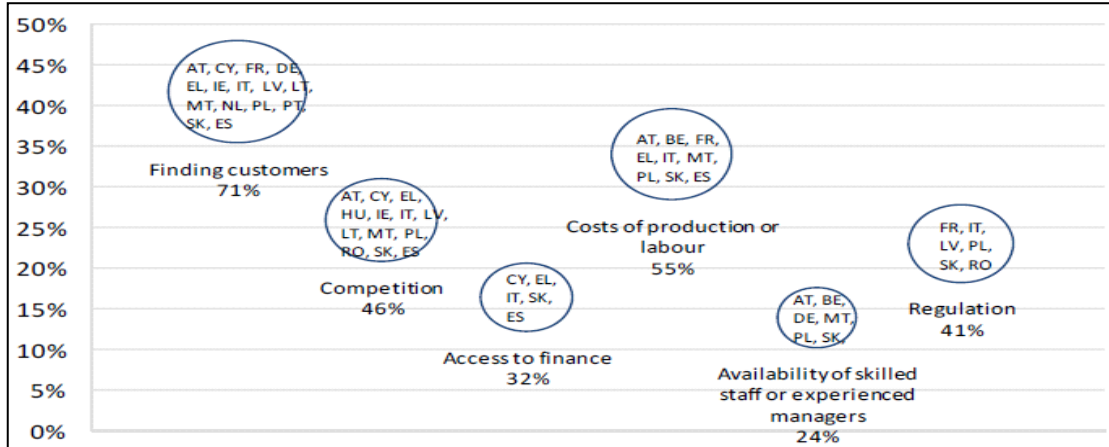 50%
45%
40%
35%
30%
25%
20%
15%
10%
5%
0%
AT, CY, FR, DE,
EL, IE, IT, LV, LT,
MT, NL, PL, PT,
SK, ES
Finding customers
71%
AT, CY, EL,
HU, IE, IT, LV,
LT, MT, PL,
RO, SK, ES
Competition
46%
CY, EL,
IT, SK,
ES
Access to finance
32%
AT, BE, FR,
EL, IT, MT,
PL, SK, ES
Costs of production or
labour
55%
AT, BE,
DE, MT,
PL, SK,
Availability of skilled
staff or experienced
managers
24%
FR, IT,
LV, PL,
SK, RO
Regulation
41%